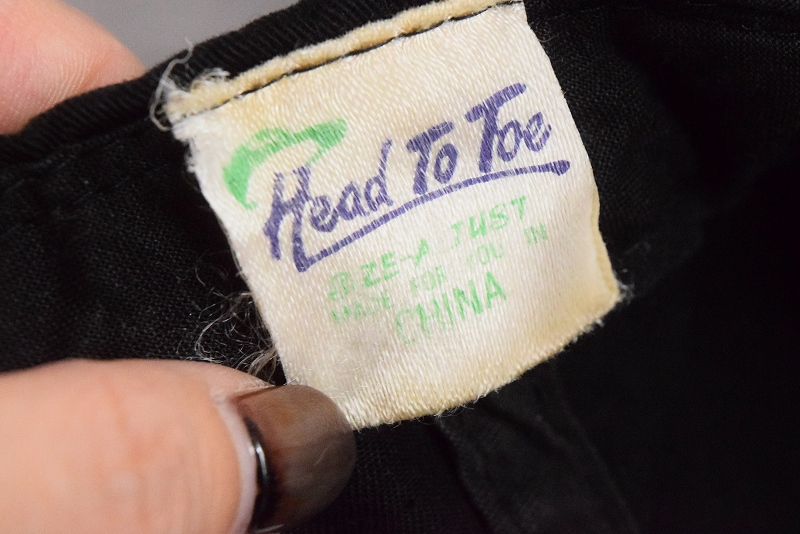 Head To Toe
SIZE-A JUST
MADE FOR YOU IN
CHINA